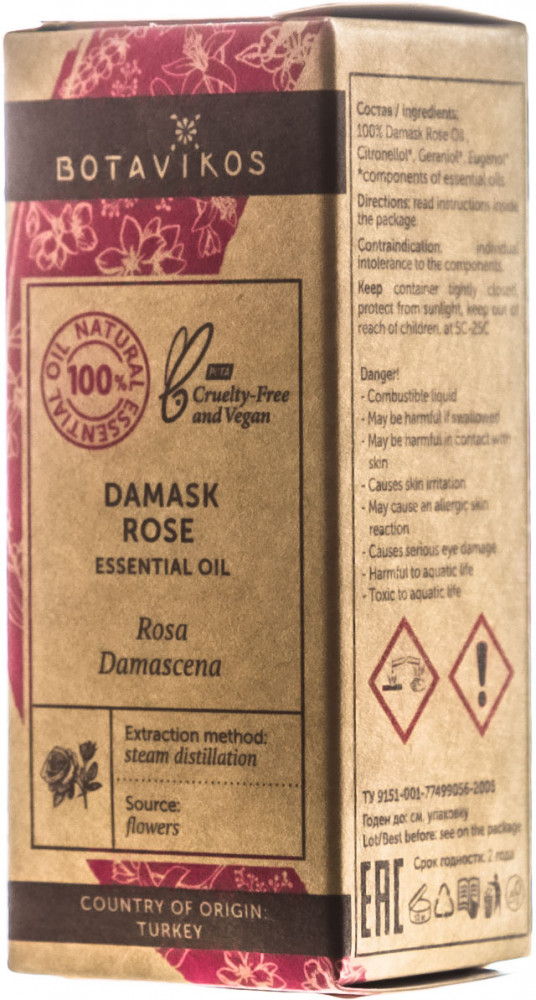 BOTAVIKOS
100%
NATURAL ESSENTIAL OIL
PETA
Cruelty-Free
and Vegan
DAMASK
ROSE
ESSENTIAL OIL
Rosa
Damascena
Extraction method:
steam distillation
Source:
flowers
COUNTRY OF ORIGIN:
TURKEY
Состав / Ingredients:
100% Damask Rose Oil,
Citronellol*, Geraniol*, Eugenol*
*components of essential oils.
Directions: read instructions inside
the package.
Contraindication: individual
intolerance to the components.
Keep container tightly closed,
protect from sunlight, keep out of
reach of children, at 5C-25C
Danger!
- Combustible liquid
- May be harmful if swallowed
- May be harmful in contact with
skin
- Causes skin irritation
- May cause an allergic skin
reaction
- Causes serious eye damage
- Harmful to aquatic life
- Toxic to aquatic life
ТУ 9151-001-77499056-2005
Годен до: см. упаковку
Lot/Best before: see on the package
Срок годности: 2 года
EAC